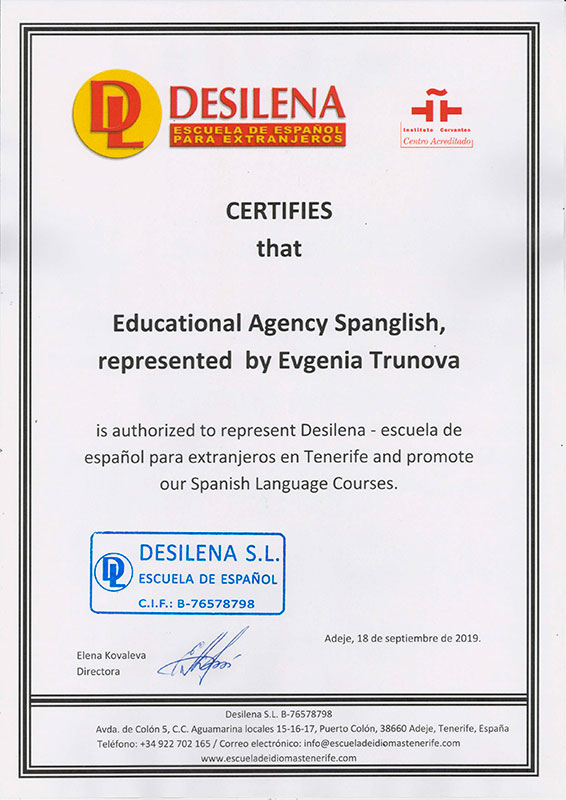 DL
DESILENA
ESCUELA DE ESPAÑOL
PARA EXTRANJEROS
Instituto Cervantes
Centro Acreditado
CERTIFIES
that
Educational Agency Spanglish,
represented by Evgenia Trunova
is authorized to represent Desilena - escuela de
español para extranjeros en Tenerife and promote
our Spanish Language Courses.
DL
DESILENA S.L.
ESCUELA DE ESPAÑOL
C.I.F.: B-76578798
Adeje, 18 de septiembre de 2019.
Elena Kovaleva
Directora
Desilena S.L. B-76578798
Avda. de Colón 5, C.C. Aguamarina locales 15-16-17, Puerto Colón, 38660 Adeje, Tenerife, España
Teléfono: +34 922 702 165 / Correo electrónico: info@escueladeidiomastenerife.com
www.escueladeidiomastenerife.com